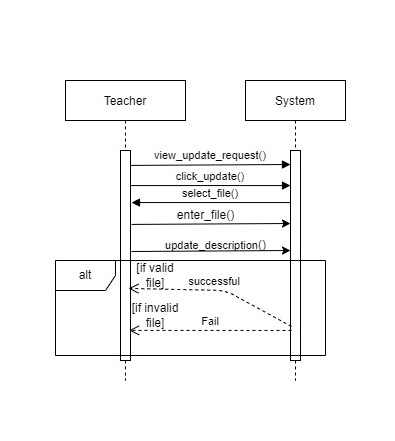 Teacher
System
view_update_request()
click_update()
select_file()
enter_file()
update_description()
alt
[if valid
file]
successful
[if invalid
file]
Fail